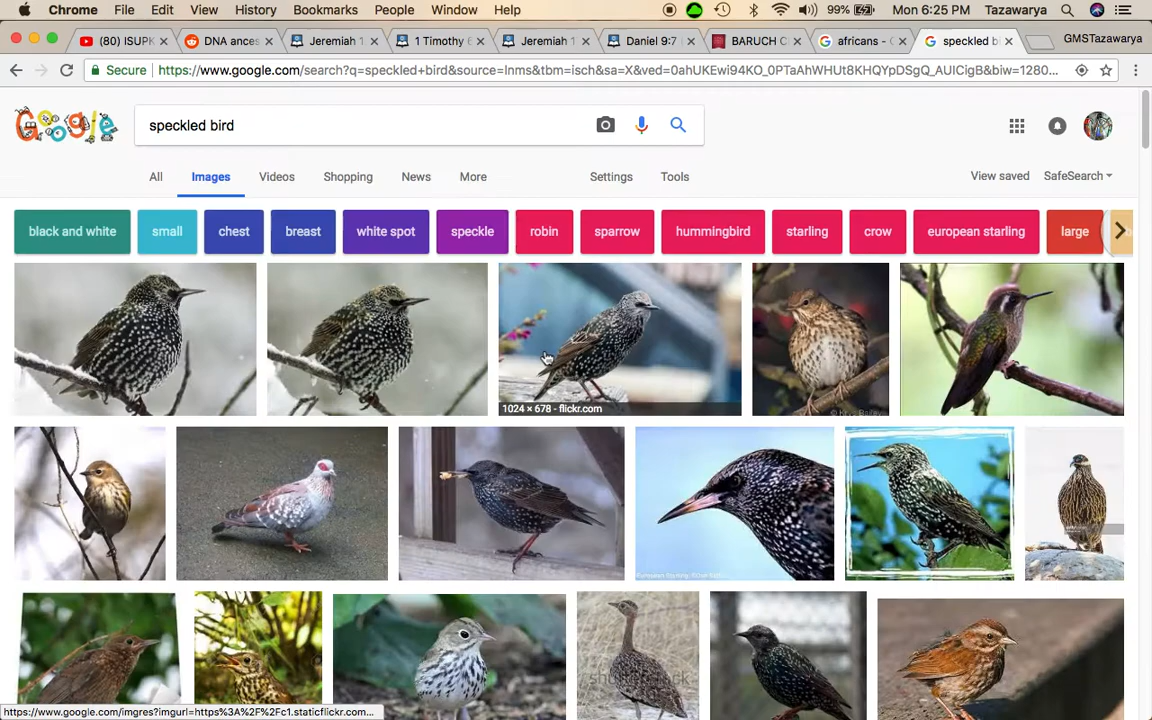 Chrome File Edit View History Bookmarks People Window Help 99% Mon 6:25 PM Tazawarya
(80) ISUPK DNA ances Jeremiah 1 1 Timothy 6 Jeremiah 1 Daniel 9:7 BARUCH C africans - G speckled bi GMSTazawarya
Secure https://www.google.com/search?q=speckled+bird&source=lnms&tbm=isch&sa=X&ved=0ahUKEwi94KO_0PTaAhWHUt8KHQYpDSgQ_AUICigB&biw=1280...
Google speckled bird
All Images Videos Shopping News More Settings Tools View saved SafeSearch
black and white small chest breast white spot speckle robin sparrow hummingbird starling crow european starling large
1024 × 678 - flickr.com
shutterstock
https://www.google.com/imgres?imgurl=https%3A%2F%2Fc1.staticflickr.com...